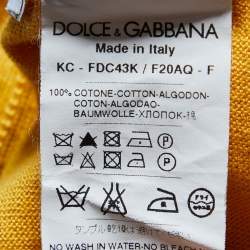 DOLCE & GABBANA
Made in Italy
KC - FDC43K / F20AQ - F
100% COTONE-COTTON-ALGODON-
COTON-ALGODAO-
BAUMWOLLE-ХЛОПОК-棉
NO WASH IN WATER-NO BLEACH